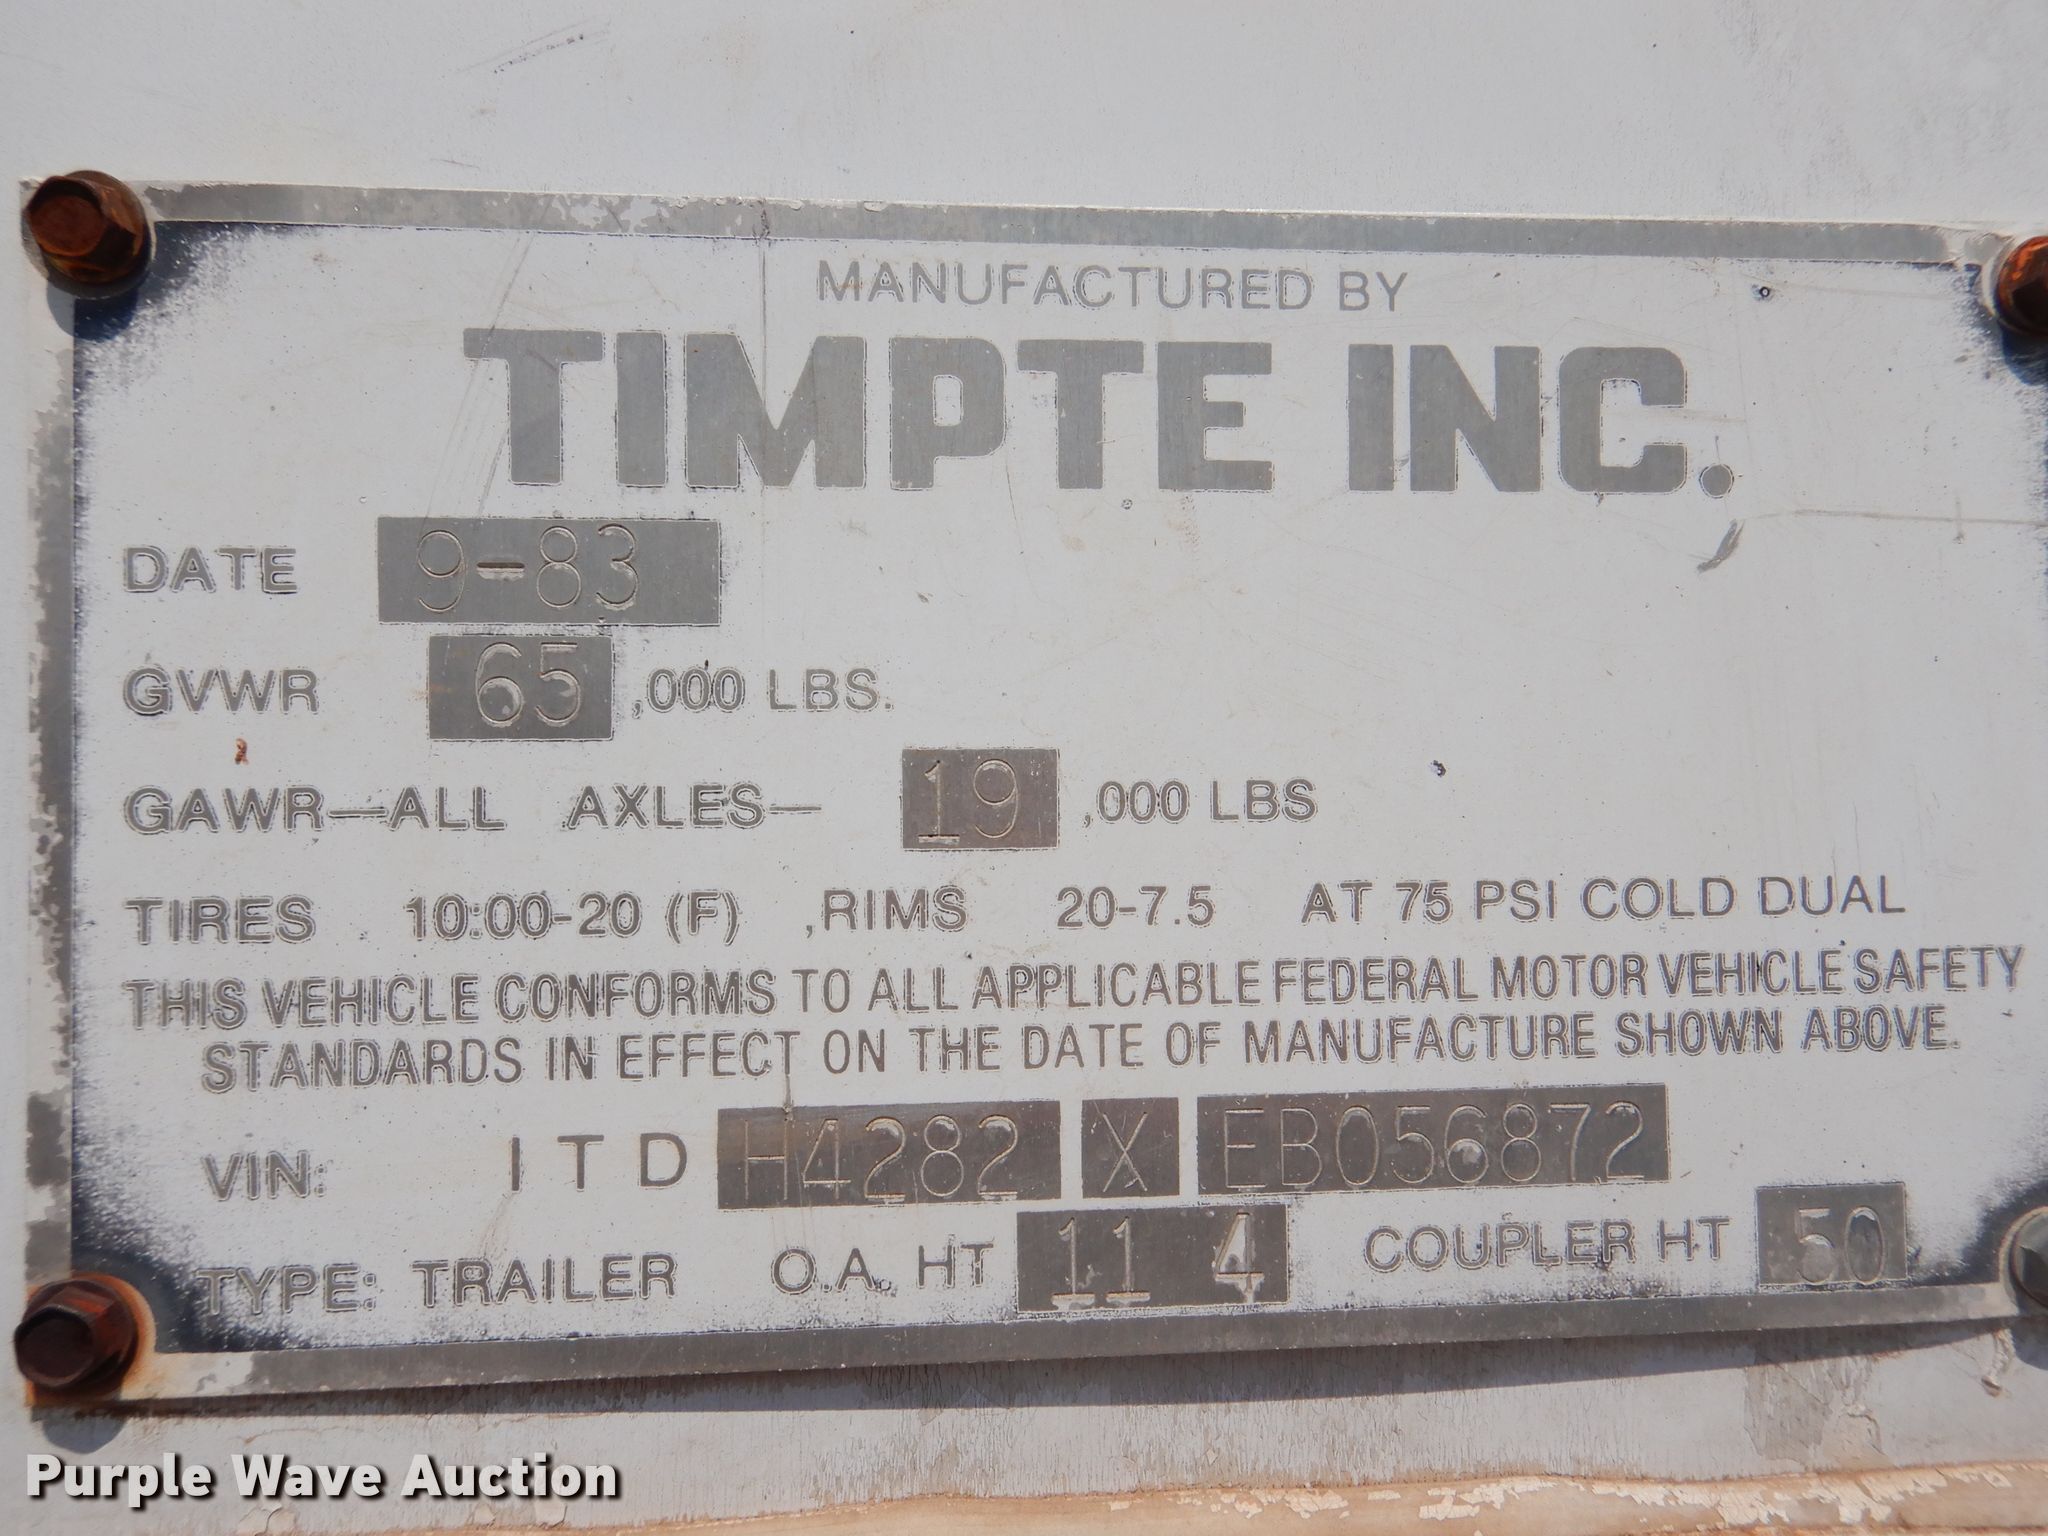 MANUFACTURED BY
TIMPTE INC.
DATE 9-83
GVWR 65,000 LBS.
GAWR—ALL AXLES— 19,000 LBS
TIRES 10:00-20 (F) ,RIMS 20-7.5 AT 75 PSI COLD DUAL
THIS VEHICLE CONFORMS TO ALL APPLICABLE FEDERAL MOTOR VEHICLE SAFETY
STANDARDS IN EFFECT ON THE DATE OF MANUFACTURE SHOWN ABOVE.
VIN: 1TD H4282 X EB056872
TYPE: TRAILER O.A. HT 11 4 COUPLER HT 50
Purple Wave Auction